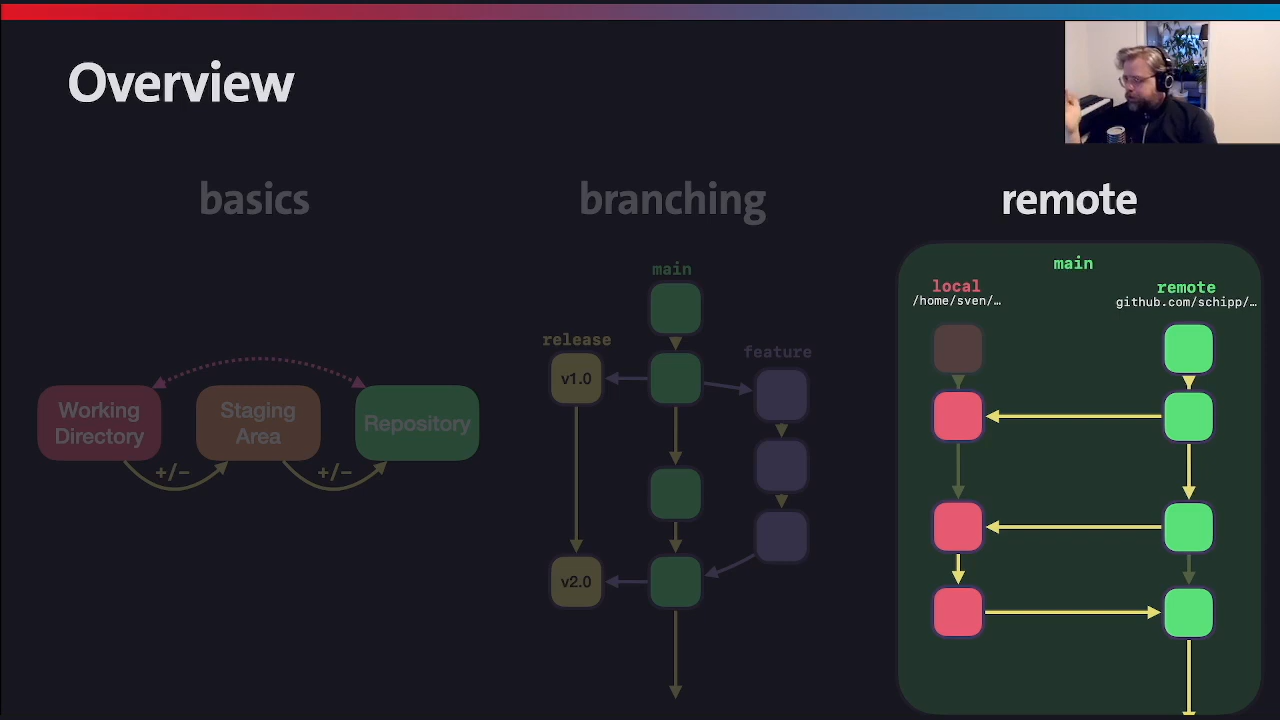 Overview
basics
branching
remote
main
local
/home/sven/…
remote
github.com/schipp/…
main
release
feature
v1.0
Working
Directory
Staging
Area
Repository
+/−
+/−
v2.0